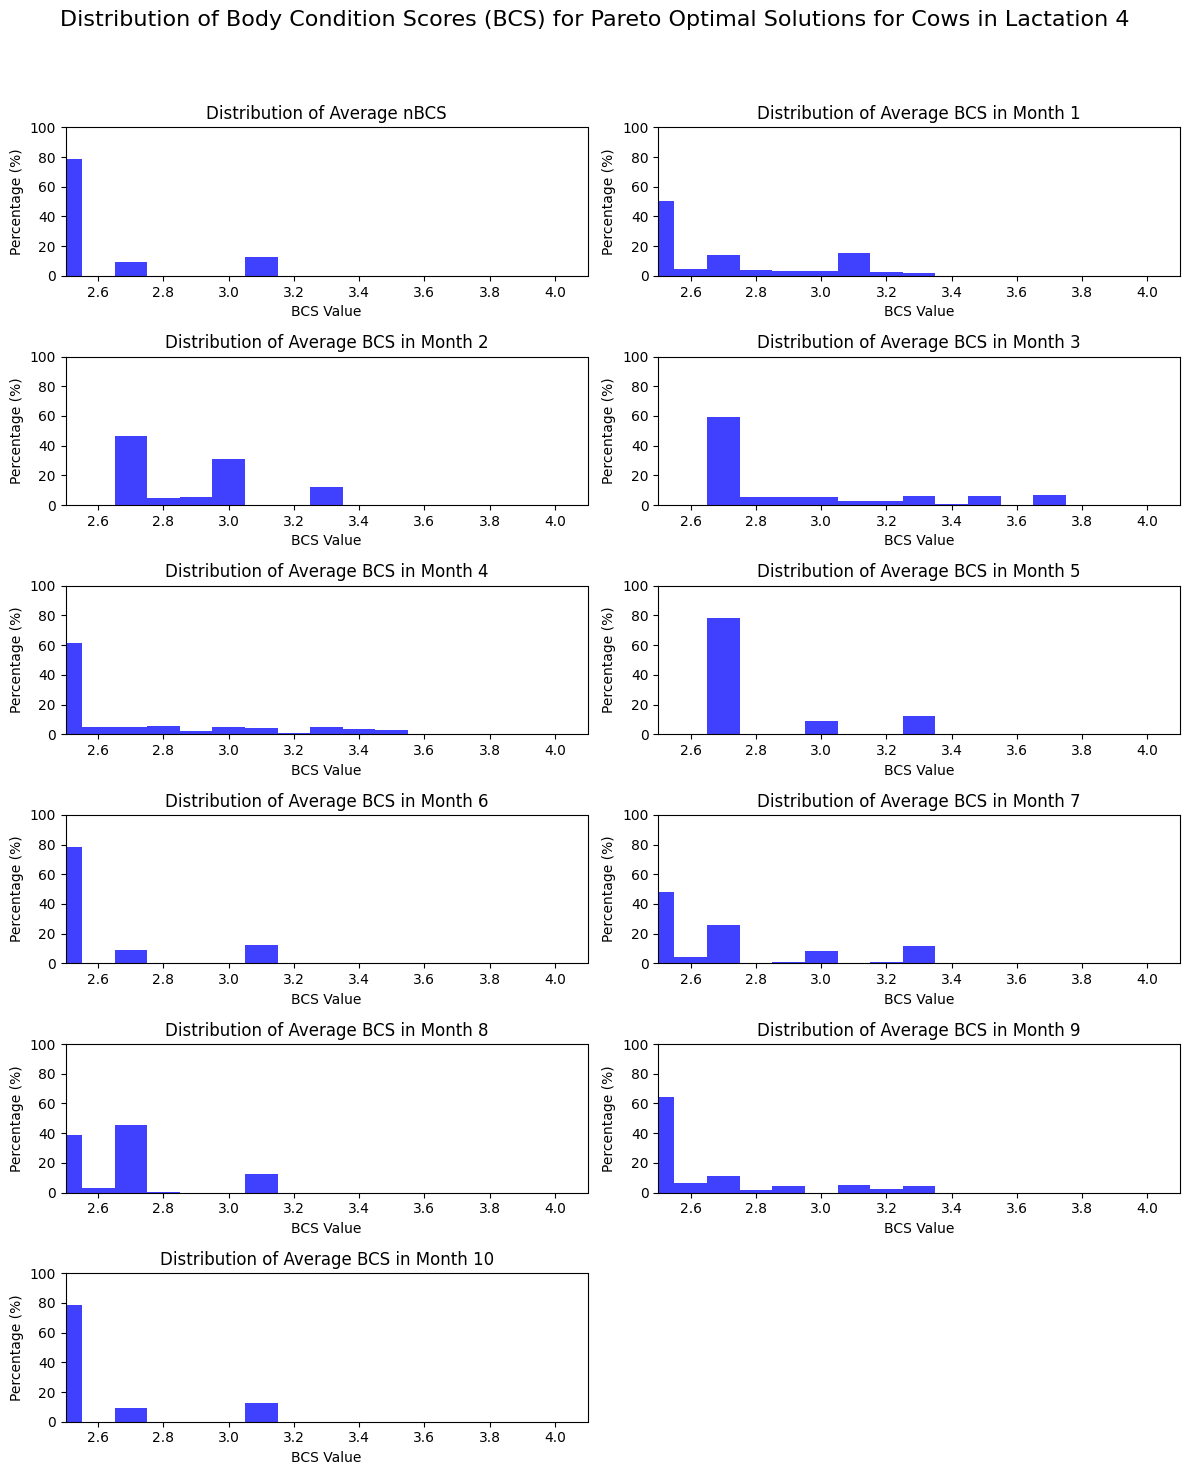 Distribution of Body Condition Scores (BCS) for Pareto Optimal Solutions for Cows in Lactation 4
Distribution of Average nBCS
Percentage (%)
100
80
60
40
20
0
2.6 2.8 3.0 3.2 3.4 3.6 3.8 4.0
BCS Value
Distribution of Average BCS in Month 1
Percentage (%)
100
80
60
40
20
0
2.6 2.8 3.0 3.2 3.4 3.6 3.8 4.0
BCS Value
Distribution of Average BCS in Month 2
Percentage (%)
100
80
60
40
20
0
2.6 2.8 3.0 3.2 3.4 3.6 3.8 4.0
BCS Value
Distribution of Average BCS in Month 3
Percentage (%)
100
80
60
40
20
0
2.6 2.8 3.0 3.2 3.4 3.6 3.8 4.0
BCS Value
Distribution of Average BCS in Month 4
Percentage (%)
100
80
60
40
20
0
2.6 2.8 3.0 3.2 3.4 3.6 3.8 4.0
BCS Value
Distribution of Average BCS in Month 5
Percentage (%)
100
80
60
40
20
0
2.6 2.8 3.0 3.2 3.4 3.6 3.8 4.0
BCS Value
Distribution of Average BCS in Month 6
Percentage (%)
100
80
60
40
20
0
2.6 2.8 3.0 3.2 3.4 3.6 3.8 4.0
BCS Value
Distribution of Average BCS in Month 7
Percentage (%)
100
80
60
40
20
0
2.6 2.8 3.0 3.2 3.4 3.6 3.8 4.0
BCS Value
Distribution of Average BCS in Month 8
Percentage (%)
100
80
60
40
20
0
2.6 2.8 3.0 3.2 3.4 3.6 3.8 4.0
BCS Value
Distribution of Average BCS in Month 9
Percentage (%)
100
80
60
40
20
0
2.6 2.8 3.0 3.2 3.4 3.6 3.8 4.0
BCS Value
Distribution of Average BCS in Month 10
Percentage (%)
100
80
60
40
20
0
2.6 2.8 3.0 3.2 3.4 3.6 3.8 4.0
BCS Value